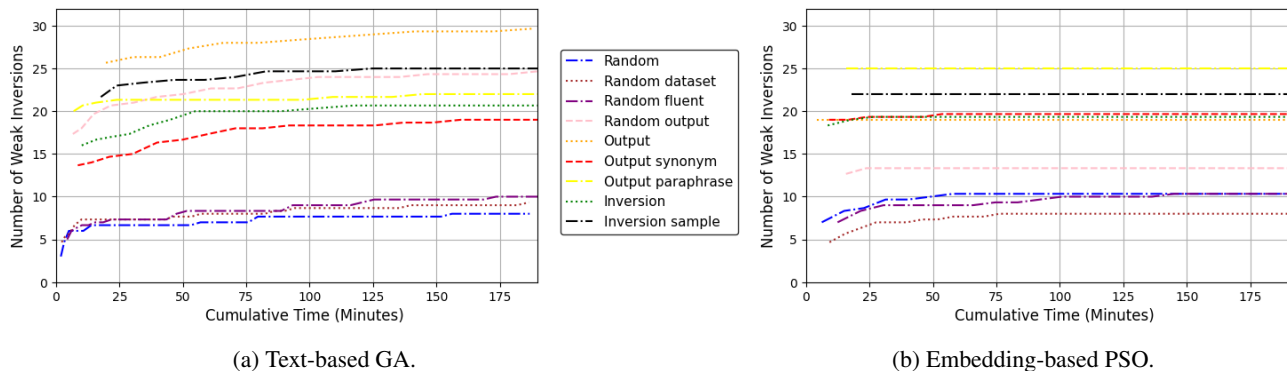 30
25
20
15
10
5
0
Number of Weak Inversions
0 25 50 75 100 125 150 175
Cumulative Time (Minutes)
(a) Text-based GA.
Random
Random dataset
Random fluent
Random output
Output
Output synonym
Output paraphrase
Inversion
Inversion sample
30
25
20
15
10
5
0
Number of Weak Inversions
0 25 50 75 100 125 150 175
Cumulative Time (Minutes)
(b) Embedding-based PSO.